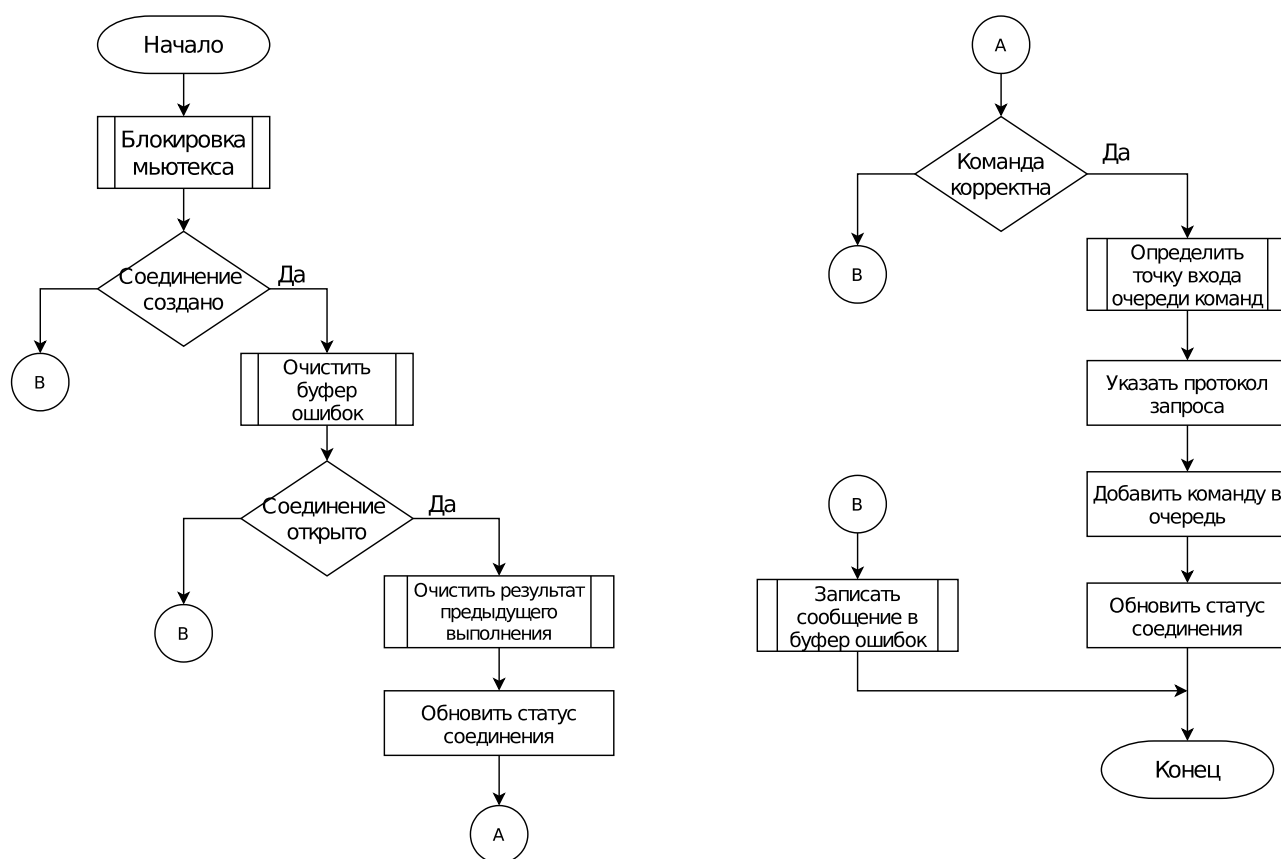 Начало
Блокировка
мьютекса
Соединение
создано
Да
В
Очистить
буфер
ошибок
Соединение
открыто
Да
В
Очистить результат
предыдущего
выполнения
Обновить статус
соединения
А
А
Команда
корректна
Да
В
Определить
точку входа
очереди команд
Указать протокол
запроса
Добавить команду в
очередь
Обновить статус
соединения
В
Записать
сообщение в
буфер ошибок
Конец